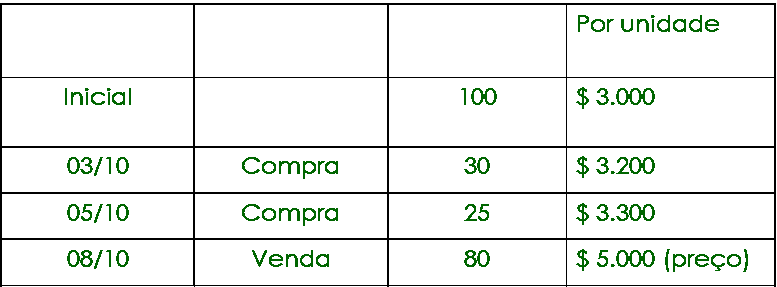 Por unidade
Inicial 100 $ 3.000
03/10 Compra 30 $ 3.200
05/10 Compra 25 $ 3.300
08/10 Venda 80 $ 5.000 (preço)